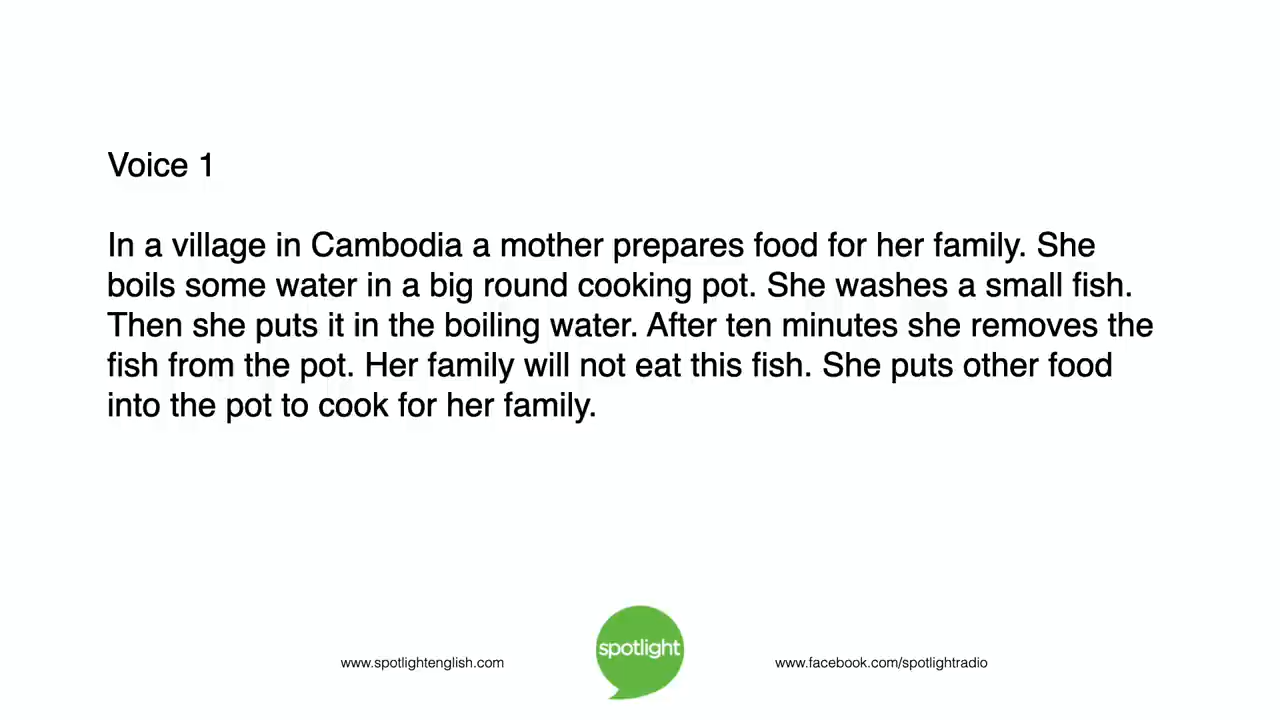 Voice 1
In a village in Cambodia a mother prepares food for her family. She
boils some water in a big round cooking pot. She washes a small fish.
Then she puts it in the boiling water. After ten minutes she removes the
fish from the pot. Her family will not eat this fish. She puts other food
into the pot to cook for her family.
spotlight
www.spotlightenglish.com
www.facebook.com/spotlightradio